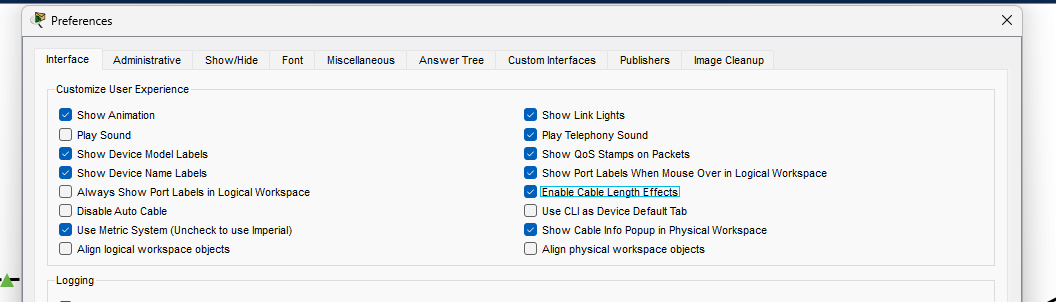 Preferences
Interface Administrative Show/Hide Font Miscellaneous Answer Tree Custom Interfaces Publishers Image Cleanup
Customize User Experience
Show Animation
Show Link Lights
Play Sound
Play Telephony Sound
Show Device Model Labels
Show QoS Stamps on Packets
Show Device Name Labels
Show Port Labels When Mouse Over in Logical Workspace
Always Show Port Labels in Logical Workspace
Enable Cable Length Effects
Disable Auto Cable
Use CLI as Device Default Tab
Use Metric System (Uncheck to use Imperial)
Show Cable Info Popup in Physical Workspace
Align logical workspace objects
Align physical workspace objects
Logging